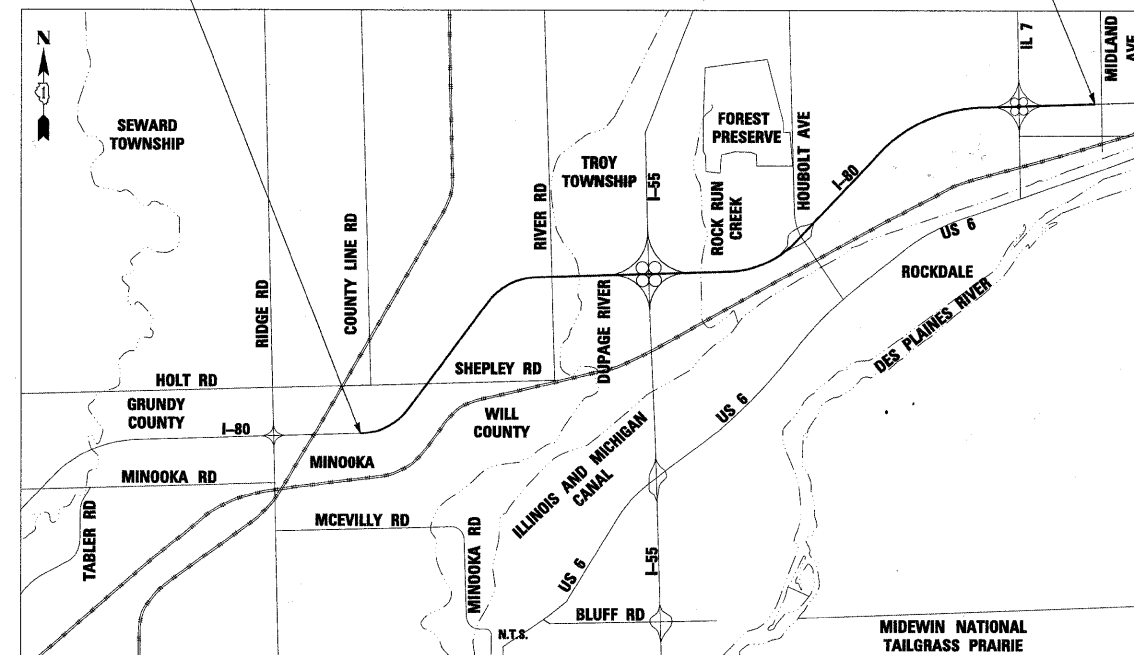 N
1
SEWARD
TOWNSHIP
RIDGE RD
COUNTY LINE RD
RIVER RD
TROY
TOWNSHIP
I-55
FOREST
PRESERVE
ROCK RUN
CREEK
HOUBOLT AVE
I-80
IL 7
MIDLAND
AVE
US 6
ROCKDALE
DES PLAINES RIVER
DUPAGE RIVER
HOLT RD
SHEPLEY RD
GRUNDY
COUNTY
I-80
WILL
COUNTY
US 6
MINOOKA
MINOOKA RD
ILLINOIS AND MICHIGAN
CANAL
TABLER RD
MCEVILLY RD
MINOOKA RD
US 6
I-55
N.T.S.
BLUFF RD
MIDEWIN NATIONAL
TAILGRASS PRAIRIE